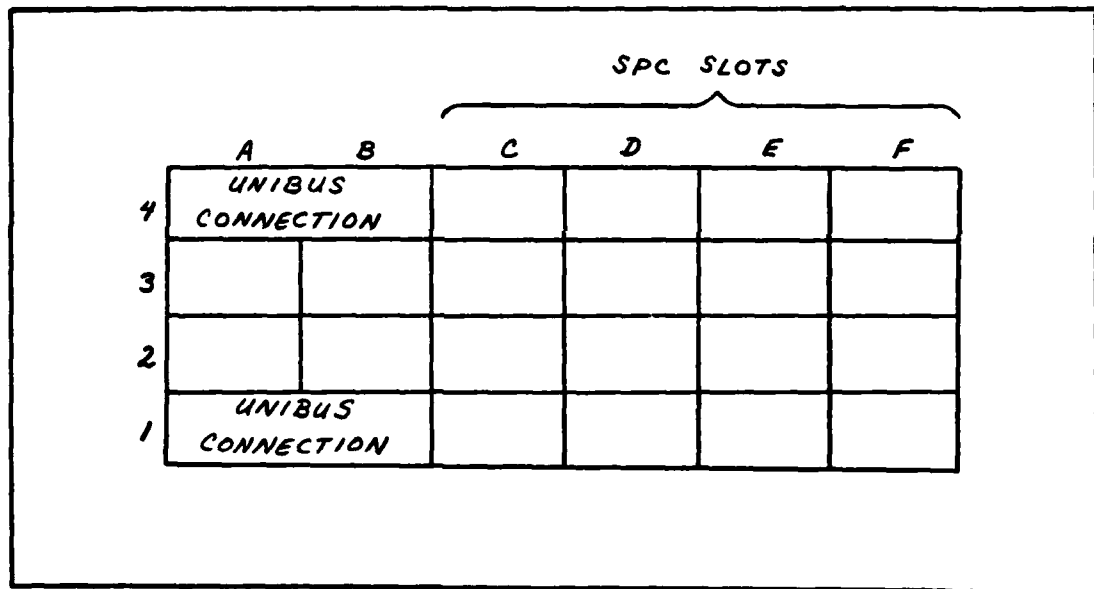 SPC SLOTS
A B C D E F
4 UNIBUS
CONNECTION
3
2
1 UNIBUS
CONNECTION